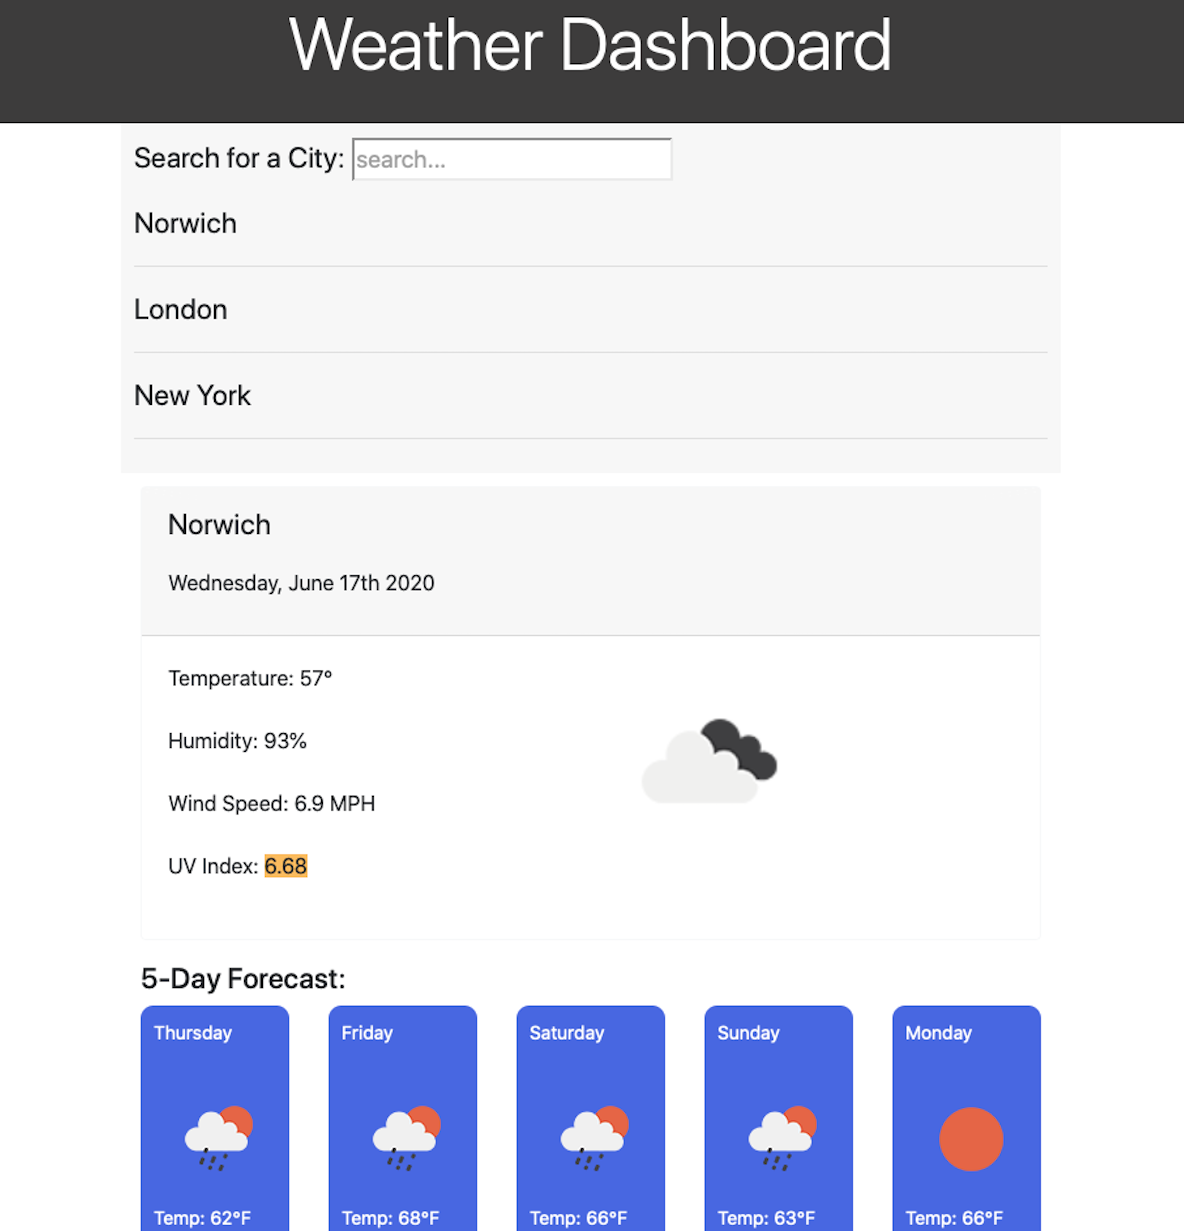 Weather Dashboard
Search for a City: search...
Norwich
London
New York
Norwich
Wednesday, June 17th 2020
Temperature: 57°
Humidity: 93%
Wind Speed: 6.9 MPH
UV Index: 6.68
5-Day Forecast:
Thursday
Friday
Saturday
Sunday
Monday
Temp: 62°F
Temp: 68°F
Temp: 66°F
Temp: 63°F
Temp: 66°F